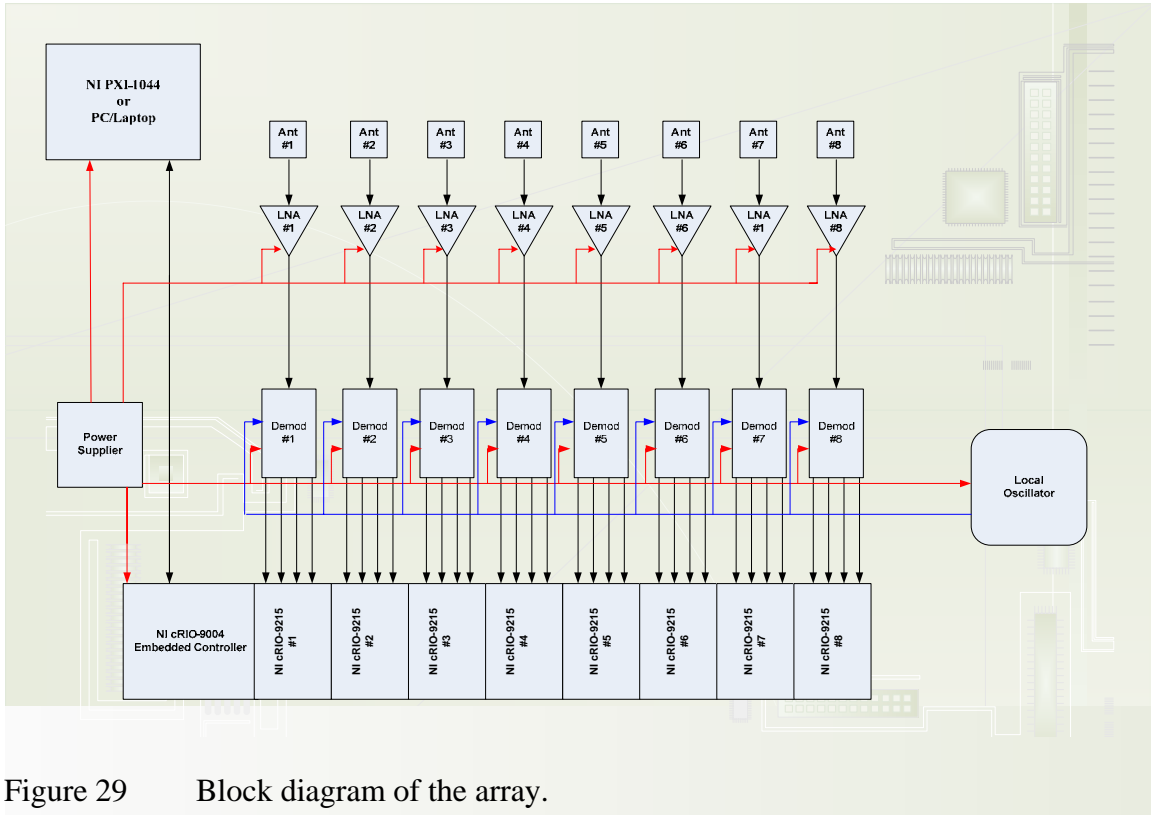 NI PXI-1044
or
PC/Laptop
Ant
#1
Ant
#2
Ant
#3
Ant
#4
Ant
#5
Ant
#6
Ant
#7
Ant
#8
LNA
#1
LNA
#2
LNA
#3
LNA
#4
LNA
#5
LNA
#6
LNA
#1
LNA
#8
Power
Supplier
Demod
#1
Demod
#2
Demod
#3
Demod
#4
Demod
#5
Demod
#6
Demod
#7
Demod
#8
Local
Oscillator
NI cRIO-9004
Embedded Controller
NI cRIO-9215
#1
NI cRIO-9215
#2
NI cRIO-9215
#3
NI cRIO-9215
#4
NI cRIO-9215
#5
NI cRIO-9215
#6
NI cRIO-9215
#7
NI cRIO-9215
#8
Figure 29 Block diagram of the array.